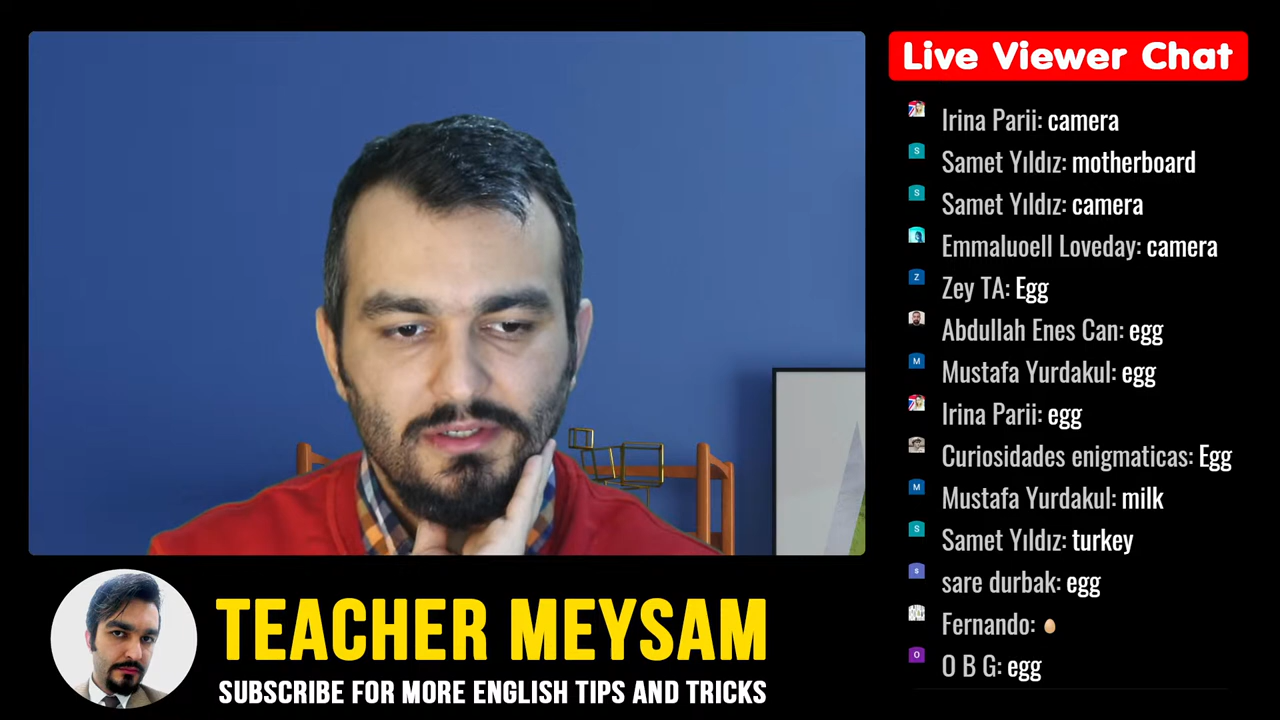 Live Viewer Chat
Irina Parii: camera
S Samet Yıldız: motherboard
S Samet Yıldız: camera
Emmaluoell Loveday: camera
Z Zey TA: Egg
Abdullah Enes Can: egg
M Mustafa Yurdakul: egg
Irina Parii: egg
Curiosidades enigmaticas: Egg
M Mustafa Yurdakul: milk
S Samet Yıldız: turkey
s sare durbak: egg
Fernando: 🥚
O O B G: egg
TEACHER MEYSAM
SUBSCRIBE FOR MORE ENGLISH TIPS AND TRICKS